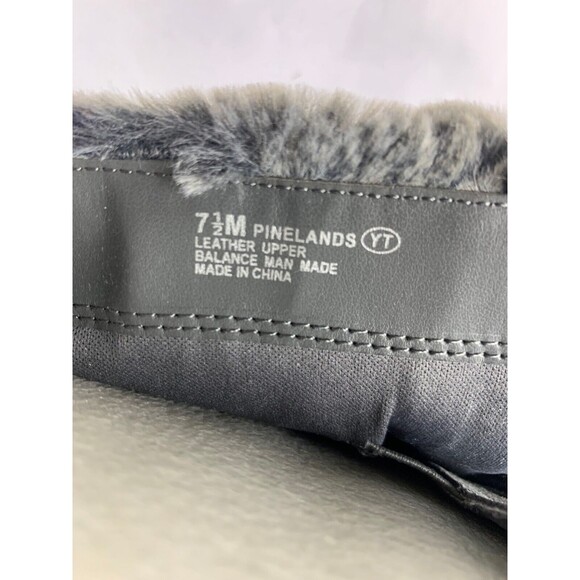 7½M PINELANDS YT
LEATHER UPPER
BALANCE MAN MADE
MADE IN CHINA